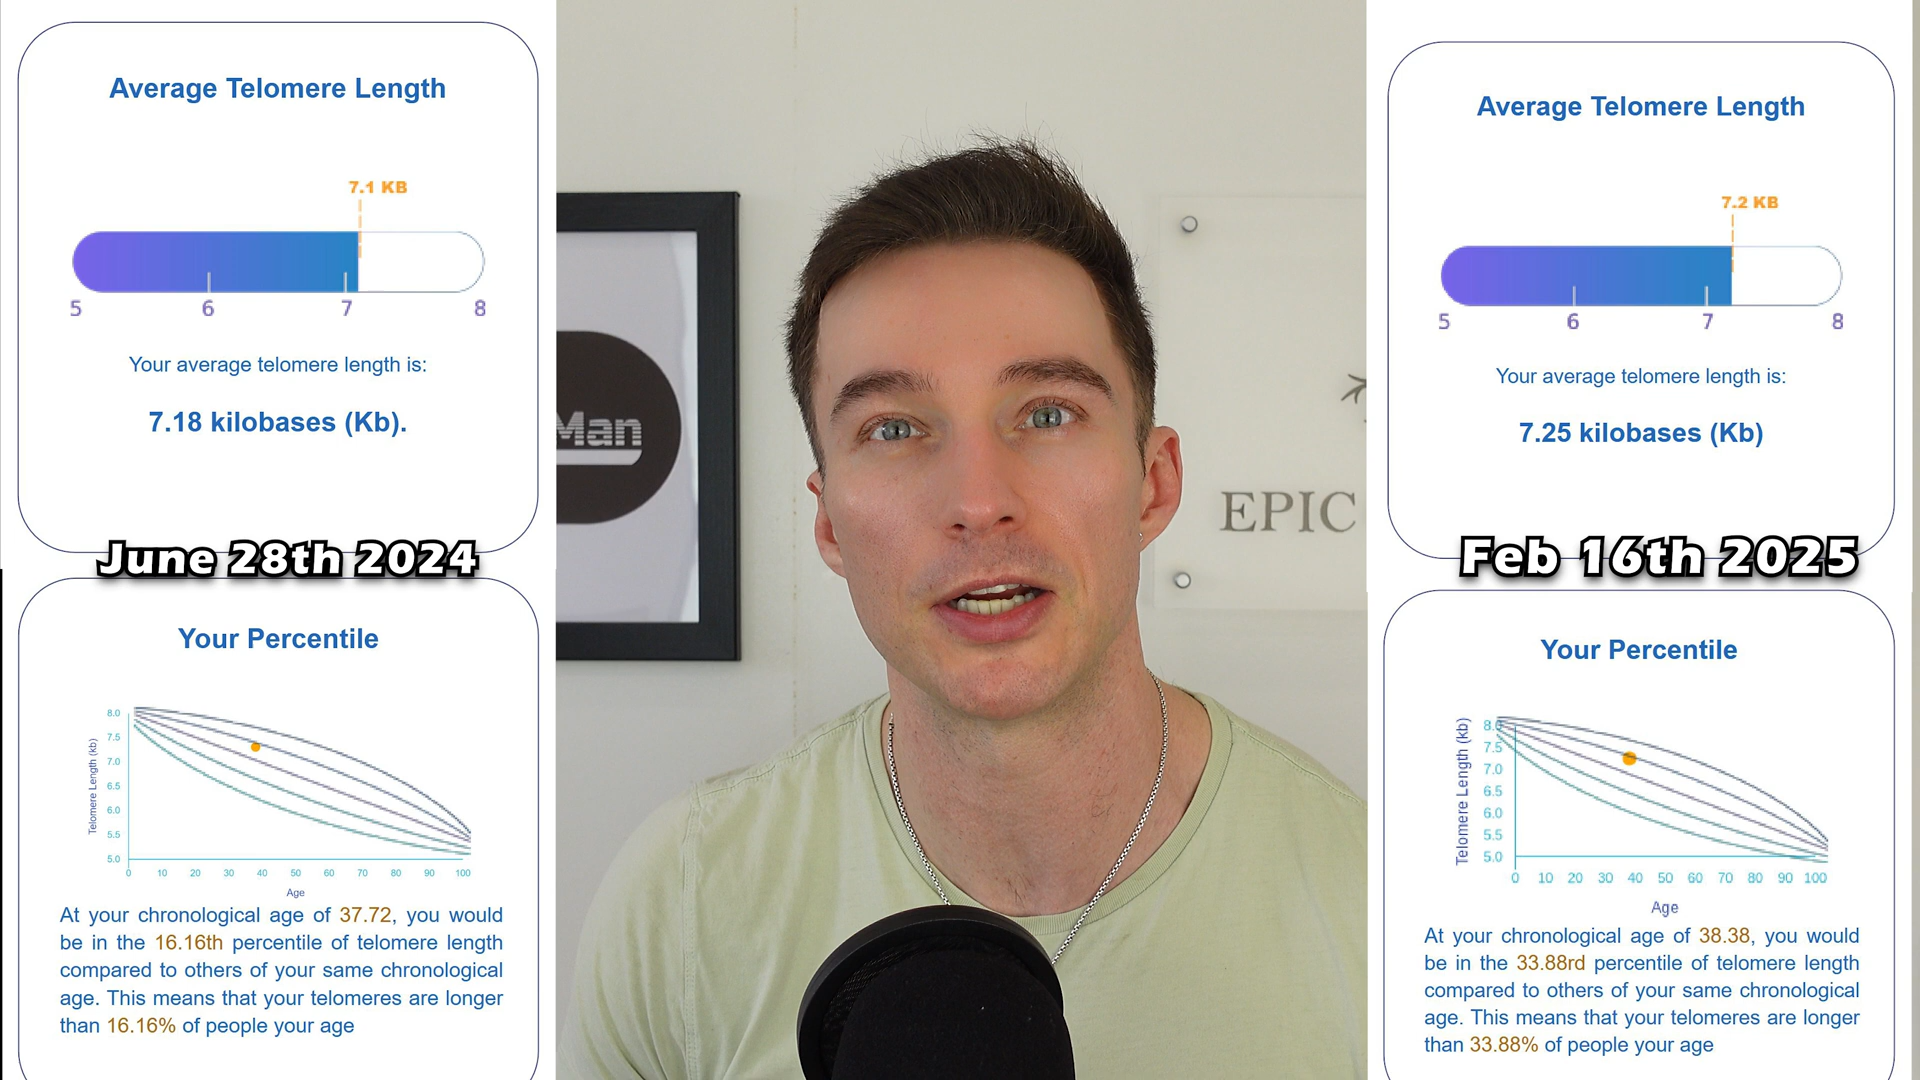 Average Telomere Length
7.1 KB
5 6 7 8
Your average telomere length is:
7.18 kilobases (Kb).
June 28th 2024
Your Percentile
Telomere Length (kb)
8.0
7.5
7.0
6.5
6.0
5.5
5.0
0 10 20 30 40 50 60 70 80 90 100
Age
At your chronological age of 37.72, you would
be in the 16.16th percentile of telomere length
compared to others of your same chronological
age. This means that your telomeres are longer
than 16.16% of people your age
Man
EPIC
Average Telomere Length
7.2 KB
5 6 7 8
Your average telomere length is:
7.25 kilobases (Kb)
Feb 16th 2025
Your Percentile
Telomere Length (kb)
8.0
7.5
7.0
6.5
6.0
5.5
5.0
0 10 20 30 40 50 60 70 80 90 100
Age
At your chronological age of 38.38, you would
be in the 33.88rd percentile of telomere length
compared to others of your same chronological
age. This means that your telomeres are longer
than 33.88% of people your age